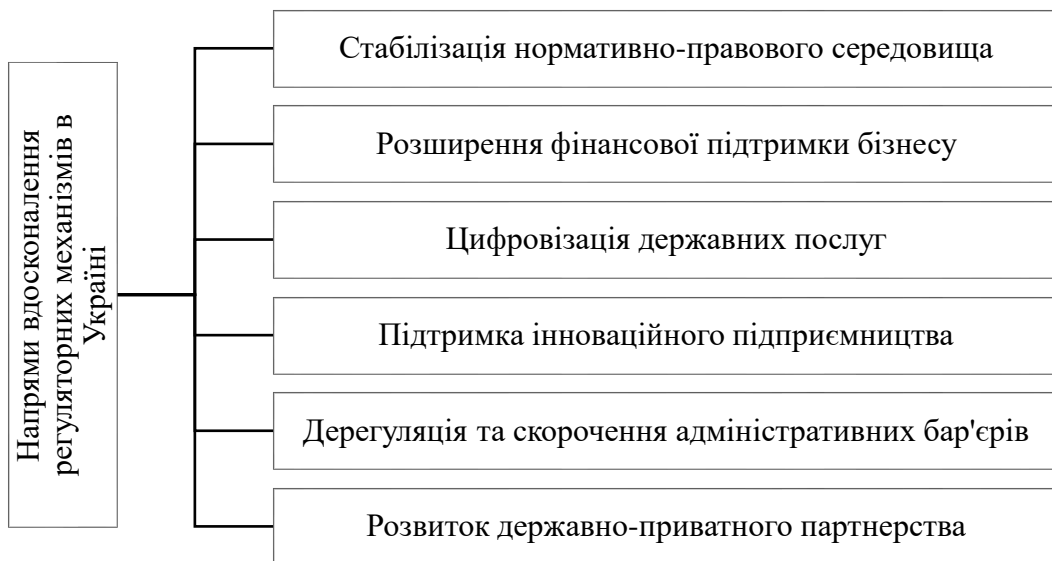 Напрями вдосконалення
регуляторних механізмів в
Україні
Стабілізація нормативно-правового середовища
Розширення фінансової підтримки бізнесу
Цифровізація державних послуг
Підтримка інноваційного підприємництва
Дерегуляція та скорочення адміністративних бар'єрів
Розвиток державно-приватного партнерства